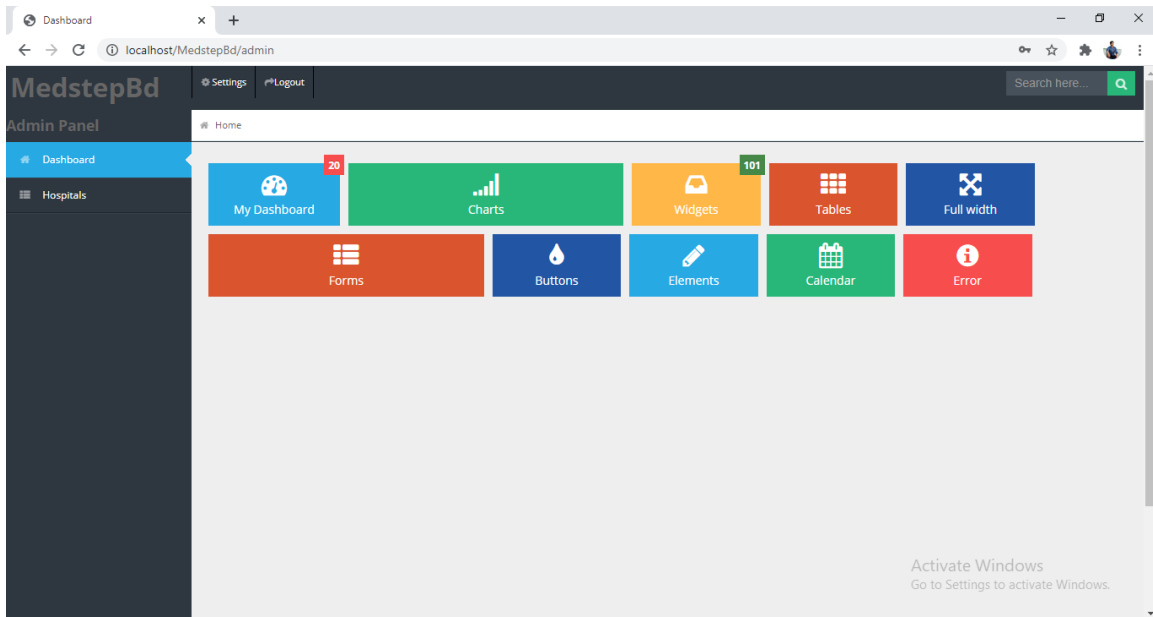 Dashboard
localhost/MedstepBd/admin
MedstepBd
Settings
Logout
Search here...
Admin Panel
Home
Dashboard
Hospitals
20
101
My Dashboard
Charts
Widgets
Tables
Full width
Forms
Buttons
Elements
Calendar
Error
Activate Windows
Go to Settings to activate Windows.